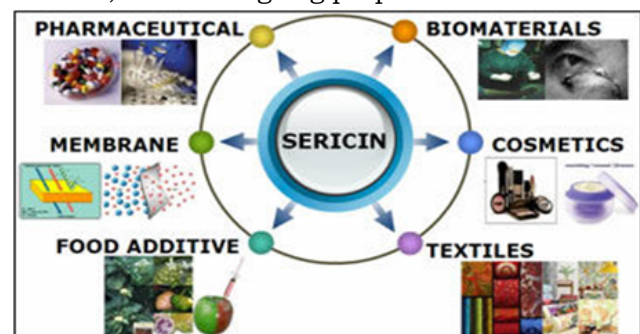 PHARMACEUTICAL
BIOMATERIALS
MEMBRANE
SERICIN
COSMETICS
FOOD ADDITIVE
TEXTILES